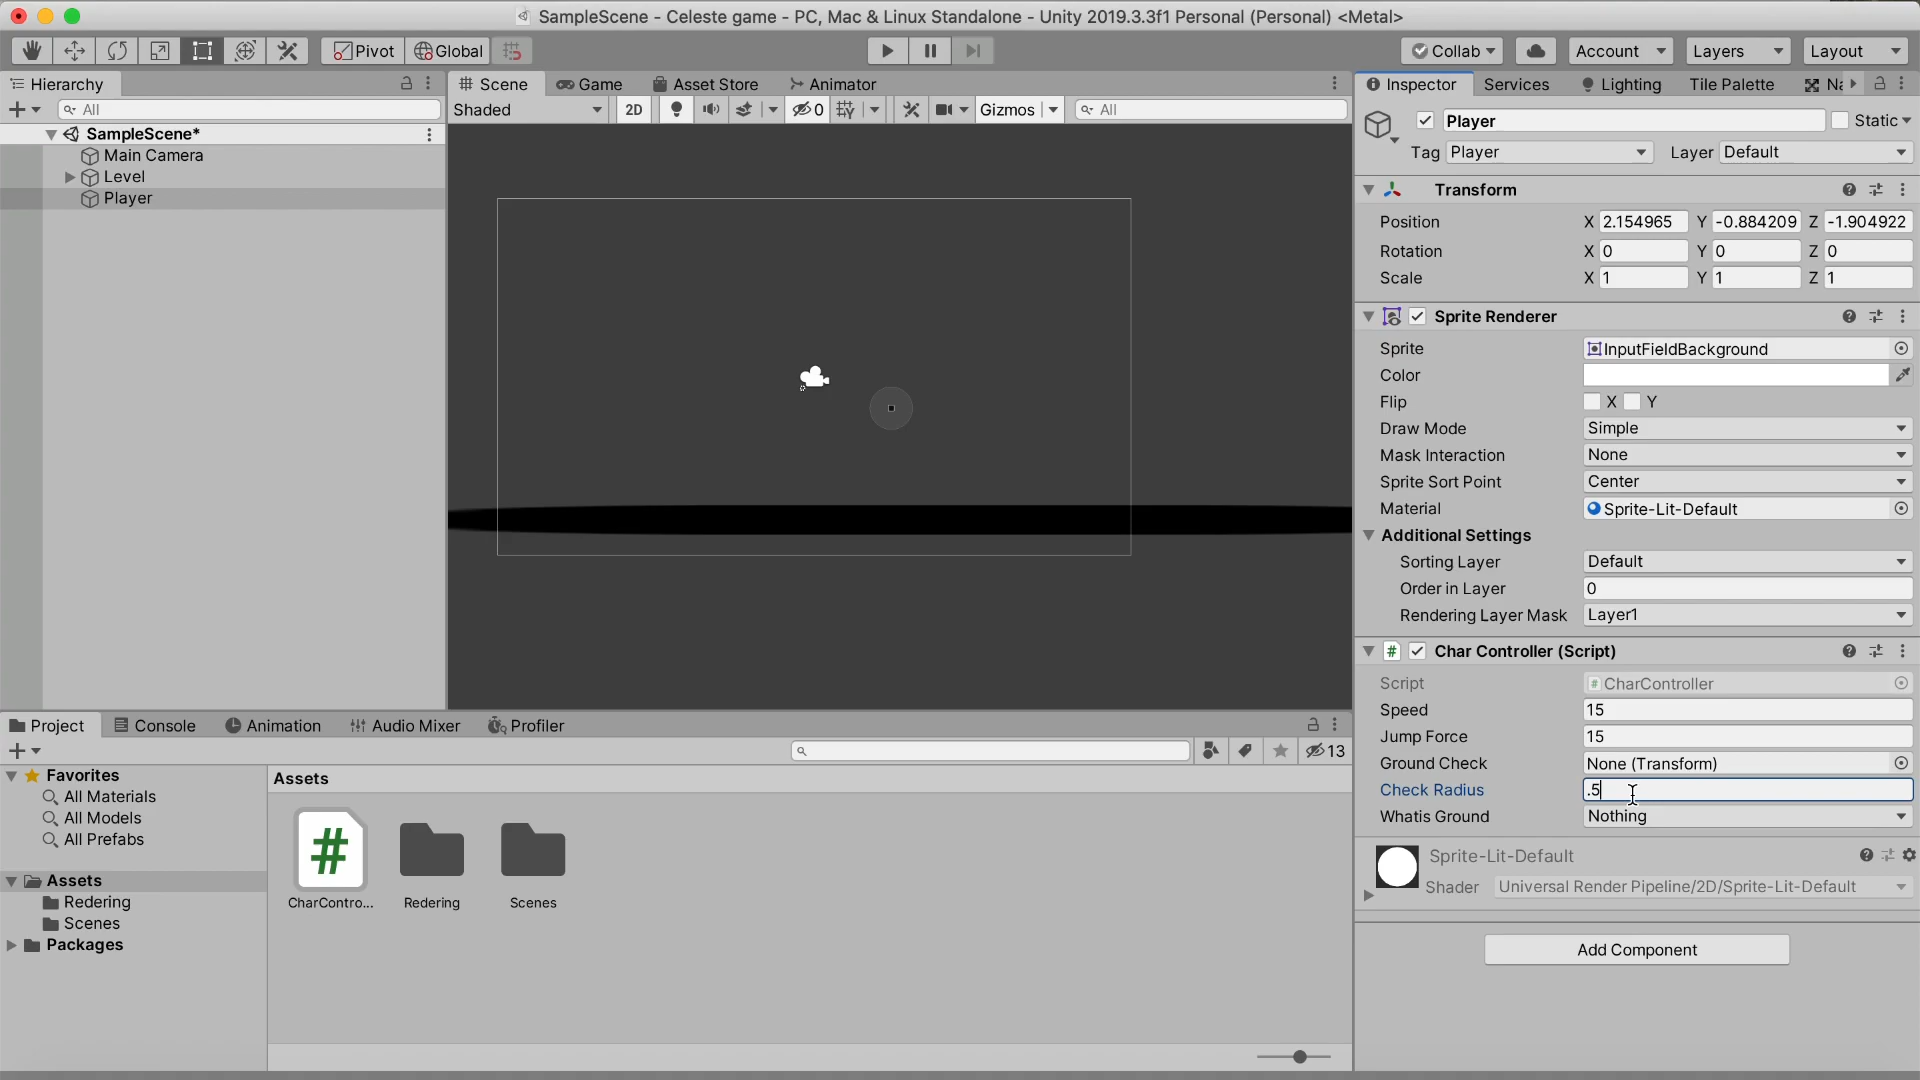 SampleScene - Celeste game - PC, Mac & Linux Standalone - Unity 2019.3.3f1 Personal (Personal) <Metal>
Pivot Global Collab Account Layers Layout
Hierarchy
All
SampleScene*
Main Camera
Level
Player
Scene Game Asset Store Animator
Shaded 2D 0 Gizmos All
Inspector Services Lighting Tile Palette Na
Player Static
Tag Player Layer Default
Transform
Position X 2.154965 Y -0.884209 Z -1.904922
Rotation X 0 Y 0 Z 0
Scale X 1 Y 1 Z 1
Sprite Renderer
Sprite InputFieldBackground
Color
Flip X Y
Draw Mode Simple
Mask Interaction None
Sprite Sort Point Center
Material Sprite-Lit-Default
Additional Settings
Sorting Layer Default
Order in Layer 0
Rendering Layer Mask Layer1
# Char Controller (Script)
Script # CharController
Speed 15
Jump Force 15
Ground Check None (Transform)
Check Radius .5
Whatis Ground Nothing
Sprite-Lit-Default
Shader Universal Render Pipeline/2D/Sprite-Lit-Default
Add Component
Project Console Animation Audio Mixer Profiler
13
Favorites
All Materials
All Models
All Prefabs
Assets
Redering
Scenes
Packages
Assets
#
CharContro... Redering Scenes